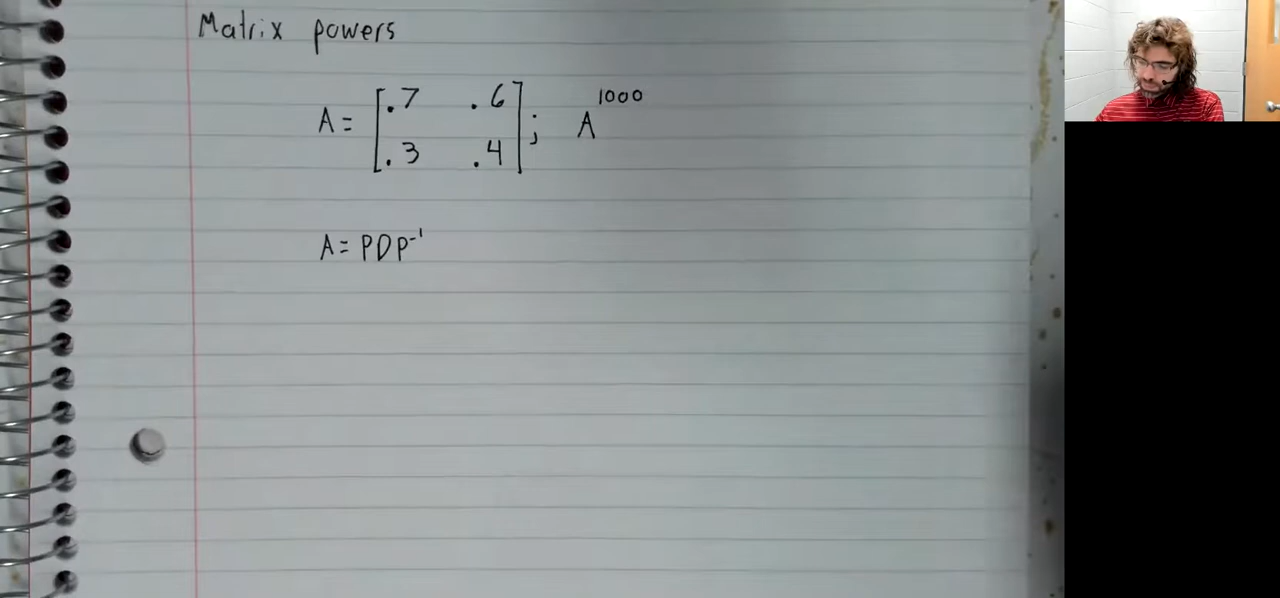 Matrix powers
A = [.7 .6; A^1000
.3 .4]
A = PDP⁻¹